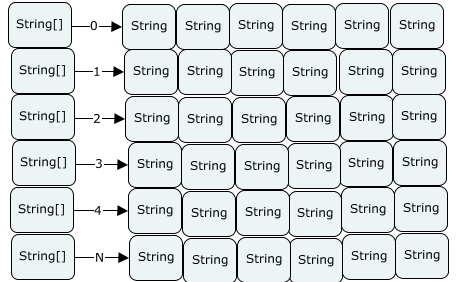 String[] 0 String String String String String String
String[] 1 String String String String String String
String[] 2 String String String String String String
String[] 3 String String String String String String
String[] 4 String String String String String String
String[] N String String String String String String